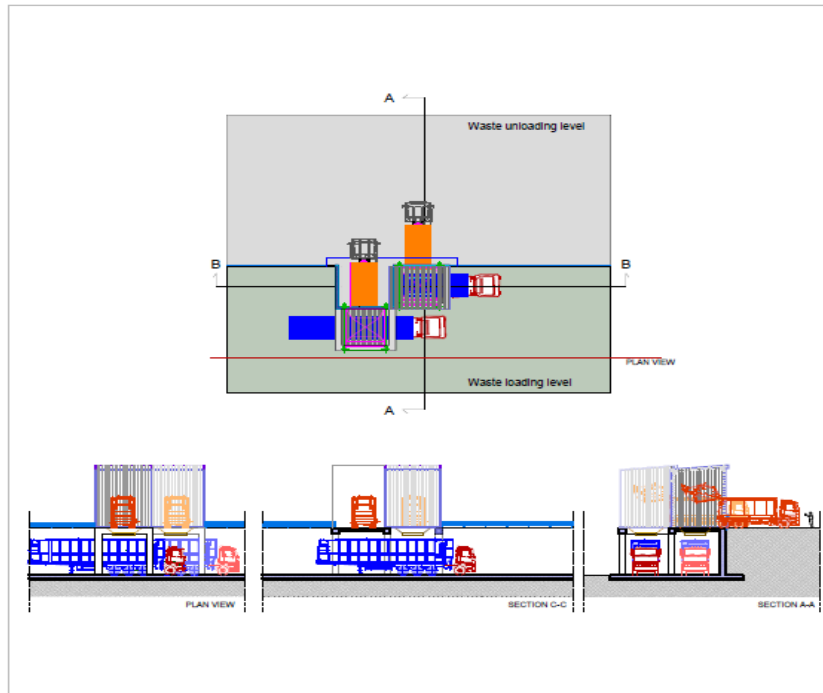 A
Waste unloading level
B
B
PLAN VIEW
Waste loading level
A
PLAN VIEW
SECTION C-C
SECTION A-A